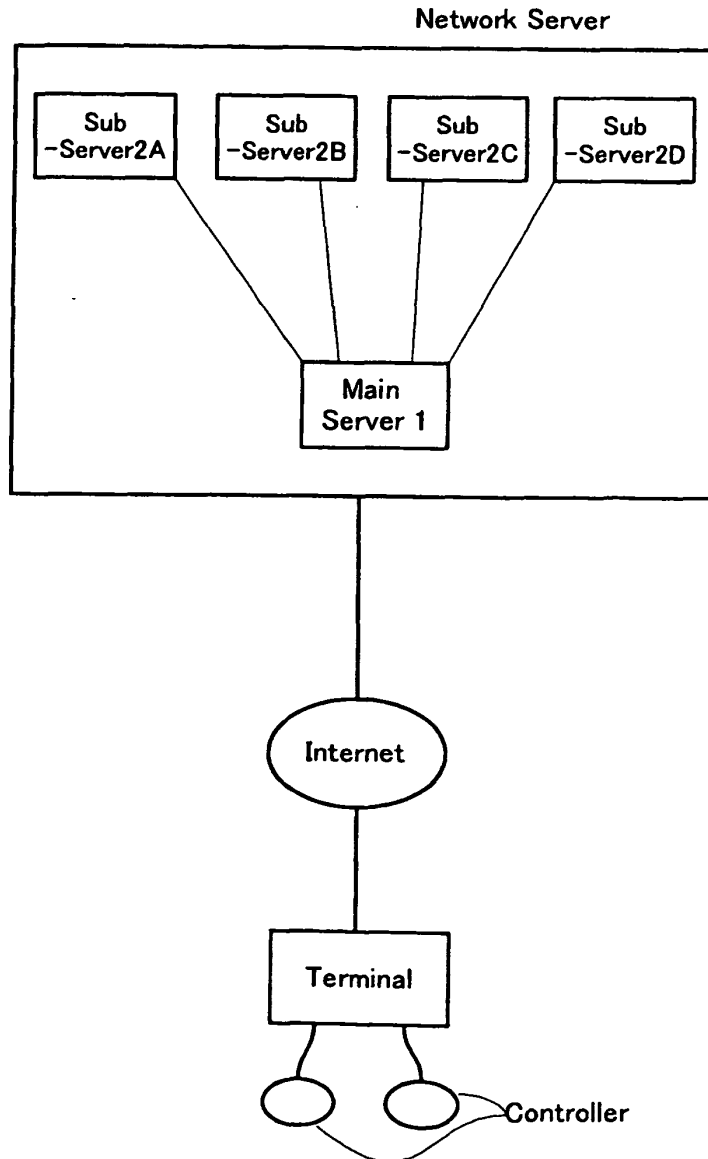 Network Server
Sub
-Server2A
Sub
-Server2B
Sub
-Server2C
Sub
-Server2D
Main
Server 1
Internet
Terminal
Controller